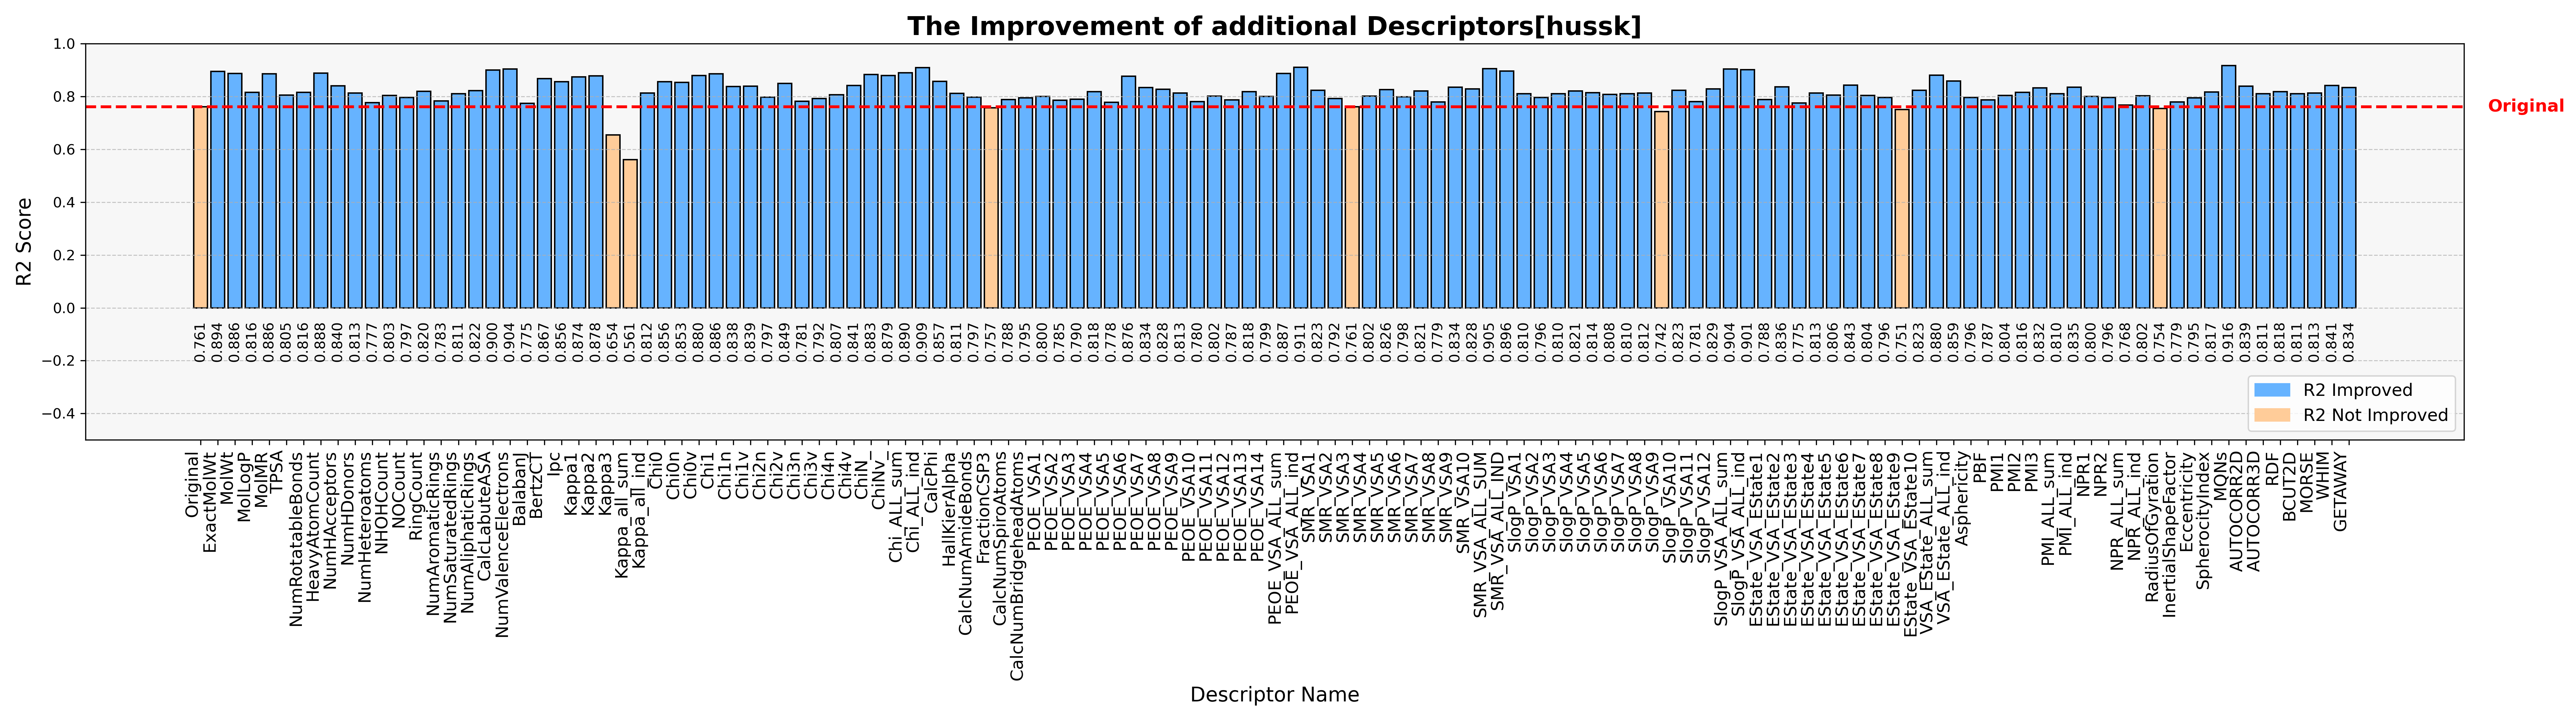 The Improvement of additional Descriptors[hussk]
R2 Score
1.0
0.8
0.6
0.4
0.2
0.0
−0.2
−0.4
Original
0.761
0.894
0.886
0.816
0.886
0.805
0.816
0.888
0.840
0.813
0.777
0.803
0.797
0.820
0.783
0.811
0.822
0.900
0.904
0.775
0.867
0.856
0.874
0.878
0.654
0.561
0.812
0.856
0.853
0.880
0.886
0.838
0.839
0.797
0.849
0.781
0.792
0.807
0.841
0.883
0.879
0.890
0.909
0.857
0.811
0.797
0.757
0.788
0.795
0.800
0.785
0.790
0.818
0.778
0.876
0.834
0.828
0.813
0.780
0.802
0.787
0.818
0.799
0.887
0.911
0.823
0.792
0.761
0.802
0.826
0.798
0.821
0.779
0.834
0.828
0.905
0.896
0.810
0.796
0.810
0.821
0.814
0.808
0.810
0.812
0.742
0.823
0.781
0.829
0.904
0.901
0.788
0.836
0.775
0.813
0.806
0.843
0.804
0.796
0.751
0.823
0.880
0.859
0.796
0.787
0.804
0.816
0.832
0.810
0.835
0.800
0.796
0.768
0.802
0.754
0.779
0.795
0.817
0.916
0.839
0.811
0.818
0.811
0.813
0.841
0.834
R2 Improved
R2 Not Improved
Original
ExactMolWt
MolWt
MolLogP
MolMR
TPSA
NumRotatableBonds
HeavyAtomCount
NumHAcceptors
NumHDonors
NumHeteroatoms
NHOHCount
NOCount
RingCount
NumAromaticRings
NumSaturatedRings
NumAliphaticRings
CalcLabuteASA
NumValenceElectrons
BalabanJ
BertzCT
Ipc
Kappa1
Kappa2
Kappa3
Kappa_all_sum
Kappa_all_ind
Chi0
Chi0n
Chi0v
Chi1
Chi1n
Chi1v
Chi2n
Chi2v
Chi3n
Chi3v
Chi4n
Chi4v
ChiN_
ChiNv_
Chi_ALL_sum
Chi_ALL_ind
CalcPhi
HallKierAlpha
CalcNumAmideBonds
FractionCSP3
CalcNumSpiroAtoms
CalcNumBridgeheadAtoms
PEOE_VSA1
PEOE_VSA2
PEOE_VSA3
PEOE_VSA4
PEOE_VSA5
PEOE_VSA6
PEOE_VSA7
PEOE_VSA8
PEOE_VSA9
PEOE_VSA10
PEOE_VSA11
PEOE_VSA12
PEOE_VSA13
PEOE_VSA14
PEOE_VSA_ALL_sum
PEOE_VSA_ALL_ind
SMR_VSA1
SMR_VSA2
SMR_VSA3
SMR_VSA4
SMR_VSA5
SMR_VSA6
SMR_VSA7
SMR_VSA8
SMR_VSA9
SMR_VSA10
SMR_VSA_ALL_SUM
SMR_VSA_ALL_IND
SlogP_VSA1
SlogP_VSA2
SlogP_VSA3
SlogP_VSA4
SlogP_VSA5
SlogP_VSA6
SlogP_VSA7
SlogP_VSA8
SlogP_VSA9
SlogP_VSA10
SlogP_VSA11
SlogP_VSA12
SlogP_VSA_ALL_sum
SlogP_VSA_ALL_ind
EState_VSA_EState1
EState_VSA_EState2
EState_VSA_EState3
EState_VSA_EState4
EState_VSA_EState5
EState_VSA_EState6
EState_VSA_EState7
EState_VSA_EState8
EState_VSA_EState9
EState_VSA_EState10
VSA_EState_ALL_sum
VSA_EState_ALL_ind
Asphericity
PBF
PMI1
PMI2
PMI3
PMI_ALL_sum
PMI_ALL_ind
NPR1
NPR2
NPR_ALL_sum
NPR_ALL_ind
RadiusOfGyration
InertialShapeFactor
Eccentricity
SpherocityIndex
MQNs
AUTOCORR2D
AUTOCORR3D
RDF
BCUT2D
MORSE
WHIM
GETAWAY
Descriptor Name